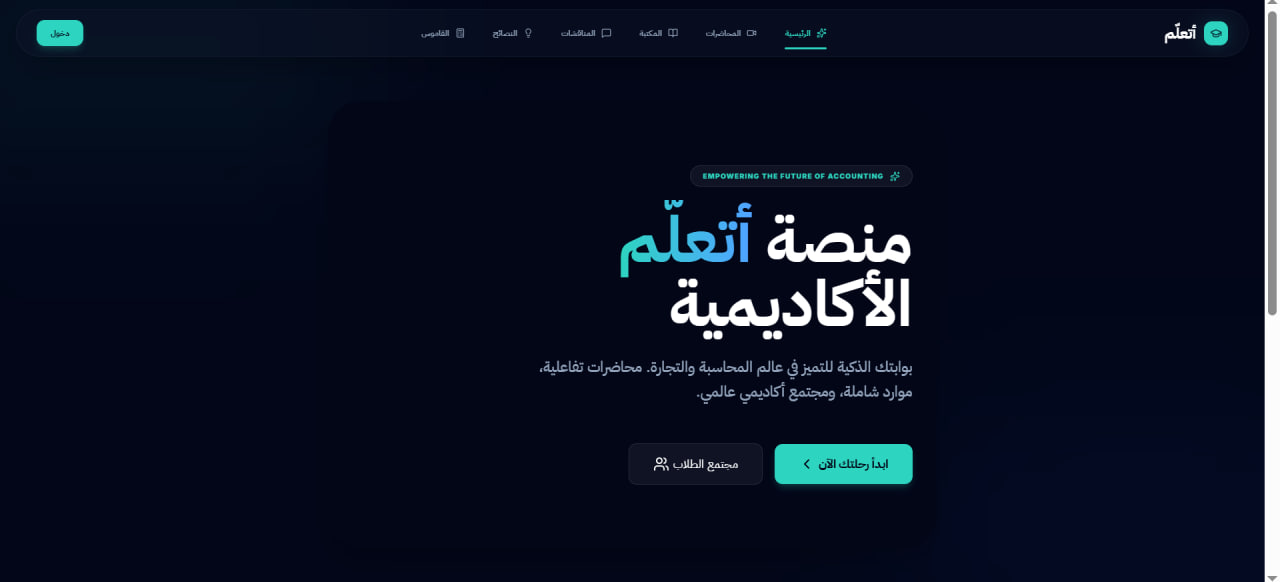 أتعلّم
الرئيسية
المحاضرات
المكتبة
المناقشات
النصائح
القاموس
دخول
EMPOWERING THE FUTURE OF ACCOUNTING
منصة أتعلّم
الأكاديمية
بوابتك الذكية للتميز في عالم المحاسبة والتجارة. محاضرات تفاعلية،
موارد شاملة، ومجتمع أكاديمي عالمي.
ابدأ رحلتك الآن
مجتمع الطلاب